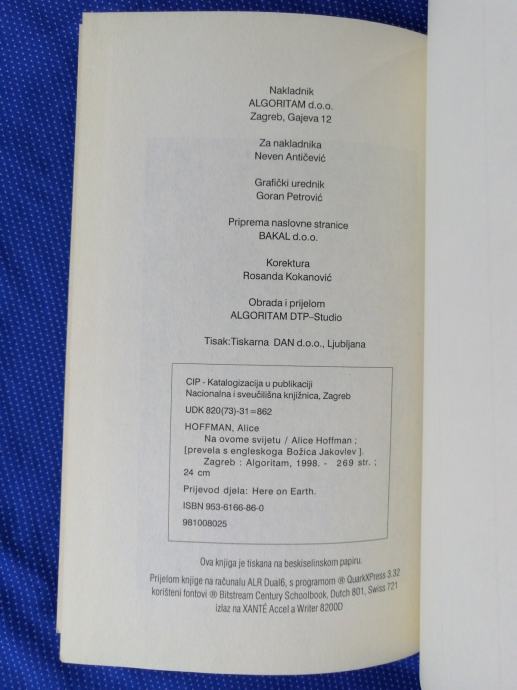 Nakladnik
ALGORITAM d.o.o.
Zagreb, Gajeva 12
Za nakladnika
Neven Antičević
Grafički urednik
Goran Petrović
Priprema naslovne stranice
BAKAL d.o.o.
Korektura
Rosanda Kokanović
Obrada i prijelom
ALGORITAM DTP–Studio
Tisak:Tiskarna DAN d.o.o., Ljubljana
CIP - Katalogizacija u publikaciji
Nacionalna i sveučilišna knjižnica, Zagreb
UDK 820(73)-31=862
HOFFMAN, Alice
Na ovome svijetu / Alice Hoffman ;
[prevela s engleskoga Božica Jakovlev ].
Zagreb : Algoritam, 1998. - 269 str. ;
24 cm
Prijevod djela: Here on Earth.
ISBN 953-6166-86-0
981008025
Ova knjiga je tiskana na beskiselinskom papiru.
Prijelom knjige na računalu ALR Dual6, s programom ® QuarkXPress 3.32
korišteni fontovi ® Bitstream Century Schoolbook, Dutch 801, Swiss 721
izlaz na XANTÉ Accel a Writer 8200D